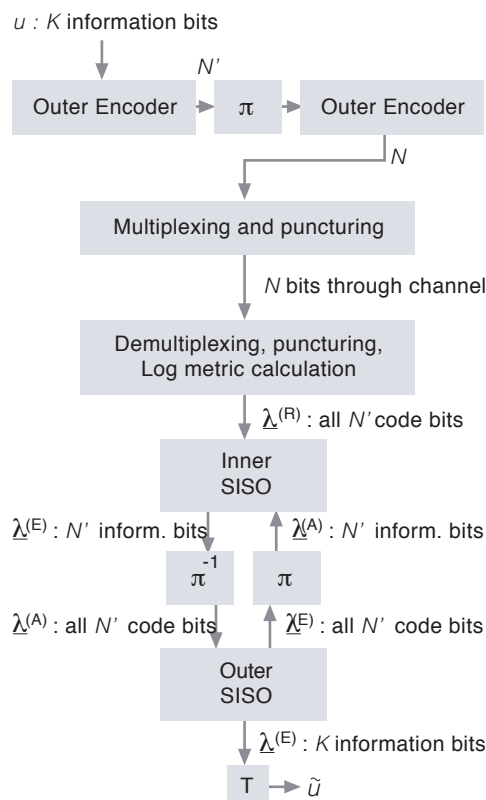 u : K information bits
N’
Outer Encoder
π
Outer Encoder
N
Multiplexing and puncturing
N bits through channel
Demultiplexing, puncturing,
Log metric calculation
λ(R) : all N’ code bits
Inner
SISO
λ(E) : N’ inform. bits
λ(A) : N’ inform. bits
π-1
π
λ(A) : all N’ code bits
λ(E) : all N’ code bits
Outer
SISO
λ(E) : K information bits
T
ũ